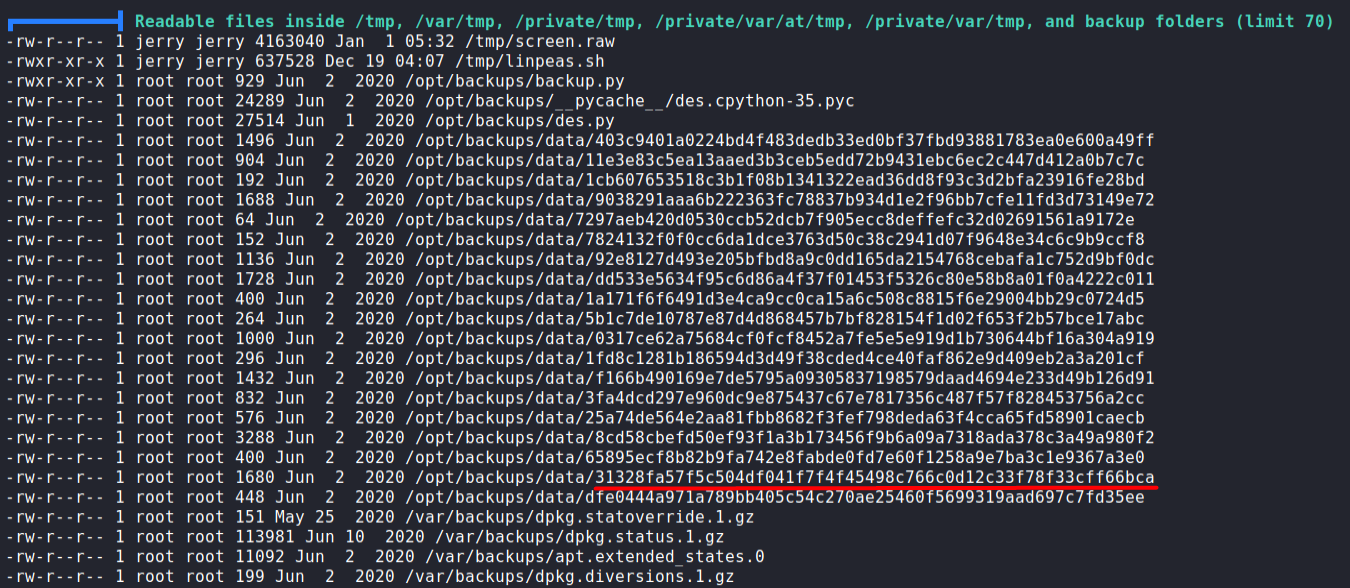 Readable files inside /tmp, /var/tmp, /private/tmp, /private/var/at/tmp, /private/var/tmp, and backup folders (limit 70)
-rw-r--r-- 1 jerry jerry 4163040 Jan  1 05:32 /tmp/screen.raw
-rwxr-xr-x 1 jerry jerry 637528 Dec 19 04:07 /tmp/linpeas.sh
-rwxr-xr-x 1 root root 929 Jun  2  2020 /opt/backups/backup.py
-rw-r--r-- 1 root root 24289 Jun  2  2020 /opt/backups/__pycache__/des.cpython-35.pyc
-rw-r--r-- 1 root root 27514 Jun  1  2020 /opt/backups/des.py
-rw-r--r-- 1 root root 1496 Jun  2  2020 /opt/backups/data/403c9401a0224bd4f483dedb33ed0bf37fbd93881783ea0e600a49ff
-rw-r--r-- 1 root root 904 Jun  2  2020 /opt/backups/data/11e3e83c5ea13aaed3b3ceb5edd72b9431ebc6ec2c447d412a0b7c7c
-rw-r--r-- 1 root root 192 Jun  2  2020 /opt/backups/data/1cb607653518c3b1f08b1341322ead36dd8f93c3d2bfa23916fe28bd
-rw-r--r-- 1 root root 1688 Jun  2  2020 /opt/backups/data/9038291aaa6b222363fc78837b934d1e2f96bb7cfe11fd3d73149e72
-rw-r--r-- 1 root root 64 Jun  2  2020 /opt/backups/data/7297aeb420d0530ccb52dcb7f905ecc8deffefc32d02691561a9172e
-rw-r--r-- 1 root root 152 Jun  2  2020 /opt/backups/data/7824132f0f0cc6da1dce3763d50c38c2941d07f9648e34c6c9b9ccf8
-rw-r--r-- 1 root root 1136 Jun  2  2020 /opt/backups/data/92e8127d493e205bfbd8a9c0dd165da2154768cebafa1c752d9bf0dc
-rw-r--r-- 1 root root 1728 Jun  2  2020 /opt/backups/data/dd533e5634f95c6d86a4f37f01453f5326c80e58b8a01f0a4222c011
-rw-r--r-- 1 root root 400 Jun  2  2020 /opt/backups/data/1a171f6f6491d3e4ca9cc0ca15a6c508c8815f6e29004bb29c0724d5
-rw-r--r-- 1 root root 264 Jun  2  2020 /opt/backups/data/5b1c7de10787e87d4d868457b7bf828154f1d02f653f2b57bce17abc
-rw-r--r-- 1 root root 1000 Jun  2  2020 /opt/backups/data/0317ce62a75684cf0fcf8452a7fe5e5e919d1b730644bf16a304a919
-rw-r--r-- 1 root root 296 Jun  2  2020 /opt/backups/data/1fd8c1281b186594d3d49f38cded4ce40faf862e9d409eb2a3a201cf
-rw-r--r-- 1 root root 1432 Jun  2  2020 /opt/backups/data/f166b490169e7de5795a09305837198579daad4694e233d49b126d91
-rw-r--r-- 1 root root 832 Jun  2  2020 /opt/backups/data/3fa4dcd297e960dc9e875437c67e7817356c487f57f828453756a2cc
-rw-r--r-- 1 root root 576 Jun  2  2020 /opt/backups/data/25a74de564e2aa81fbb8682f3fef798deda63f4cca65fd58901caecb
-rw-r--r-- 1 root root 3288 Jun  2  2020 /opt/backups/data/8cd58cbefd50ef93f1a3b173456f9b6a09a7318ada378c3a49a980f2
-rw-r--r-- 1 root root 400 Jun  2  2020 /opt/backups/data/65895ecf8b82b9fa742e8fabde0fd7e60f1258fabe9e7ba3c1e9367a3e0
-rw-r--r-- 1 root root 1680 Jun  2  2020 /opt/backups/data/31328fa57f5c504df041f7f4f45498c766c0d12c33f78f33cff66bca
-rw-r--r-- 1 root root 448 Jun  2  2020 /opt/backups/data/dfe0444a971a789bb405c54c270ae25460f5699319aad697c7fd35ee
-rw-r--r-- 1 root root 151 May 25  2020 /var/backups/dpkg.statoverride.1.gz
-rw-r--r-- 1 root root 113981 Jun 10  2020 /var/backups/dpkg.status.1.gz
-rw-r--r-- 1 root root 11092 Jun  2  2020 /var/backups/apt.extended_states.0
-rw-r--r-- 1 root root 199 Jun  2  2020 /var/backups/dpkg.diversions.1.gz